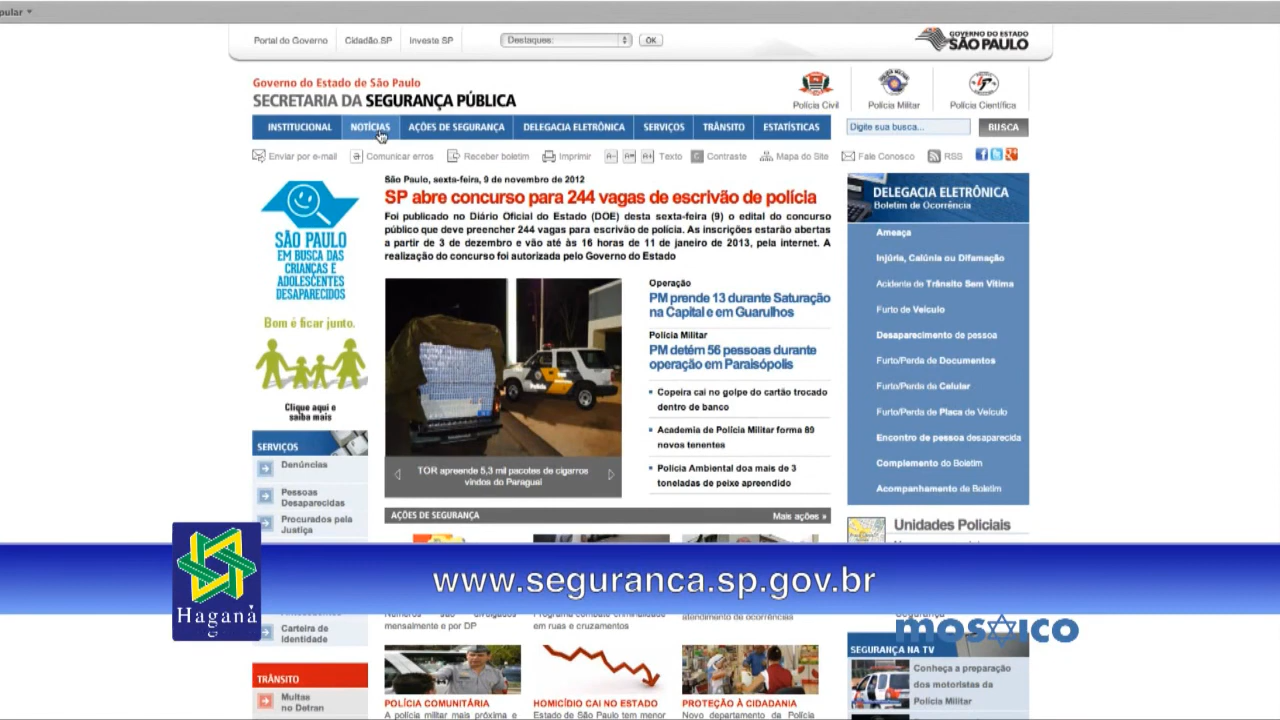 pular
Portal do Governo
Cidadão SP
Investe SP
Destaques:
OK
GOVERNO DO ESTADO
SÃO PAULO
Governo do Estado de São Paulo
SECRETARIA DA SEGURANÇA PÚBLICA
Polícia Civil
Polícia Militar
Polícia Científica
INSTITUCIONAL
NOTÍCIAS
AÇÕES DE SEGURANÇA
DELEGACIA ELETRÔNICA
SERVIÇOS
TRÂNSITO
ESTATÍSTICAS
Digite sua busca...
BUSCA
Enviar por e-mail
Comunicar erros
Receber boletim
Imprimir
Texto
Contraste
Mapa do Site
Fale Conosco
RSS
SÃO PAULO
EM BUSCA DAS
CRIANÇAS E
ADOLESCENTES
DESAPARECIDOS
Bom é ficar junto.
Clique aqui e
saiba mais
SERVIÇOS
Denúncias
Pessoas
Desaparecidas
Procurados pela
Justiça
Carteira de
Identidade
TRÂNSITO
Multas
no Detran
São Paulo, sexta-feira, 9 de novembro de 2012
SP abre concurso para 244 vagas de escrivão de polícia
Foi publicado no Diário Oficial do Estado (DOE) desta sexta-feira (9) o edital do concurso
público que deve preencher 244 vagas para escrivão de polícia. As inscrições estarão abertas
a partir de 3 de dezembro e vão até às 16 horas de 11 de janeiro de 2013, pela internet. A
realização do concurso foi autorizada pelo Governo do Estado
TOR apreende 5,3 mil pacotes de cigarros
vindos do Paraguai
Operação
PM prende 13 durante Saturação
na Capital e em Guarulhos
Polícia Militar
PM detém 56 pessoas durante
operação em Paraisópolis
Copeira cai no golpe do cartão trocado
dentro de banco
Academia de Polícia Militar forma 89
novos tenentes
Polícia Ambiental doa mais de 3
toneladas de peixe apreendido
AÇÕES DE SEGURANÇA
Mais ações »
mensalmente e por DP
Programa combate criminalidade
em ruas e cruzamentos
atendimento de ocorrências
POLÍCIA COMUNITÁRIA
A polícia militar mais próxima e
HOMICÍDIO CAI NO ESTADO
Estado de São Paulo tem menor
PROTEÇÃO À CIDADANIA
Novo departamento da Polícia
DELEGACIA ELETRÔNICA
Boletim de Ocorrência
Ameaça
Injúria, Calúnia ou Difamação
Acidente de Trânsito Sem Vítima
Furto de Veículo
Desaparecimento de pessoa
Furto/Perda de Documentos
Furto/Perda de Celular
Furto/Perda de Placa de Veículo
Encontro de pessoa desaparecida
Complemento do Boletim
Acompanhamento de Boletim
Unidades Policiais
SEGURANÇA NA TV
Conheça a preparação
dos motoristas da
Polícia Militar
Haganá
www.seguranca.sp.gov.br
mosaico